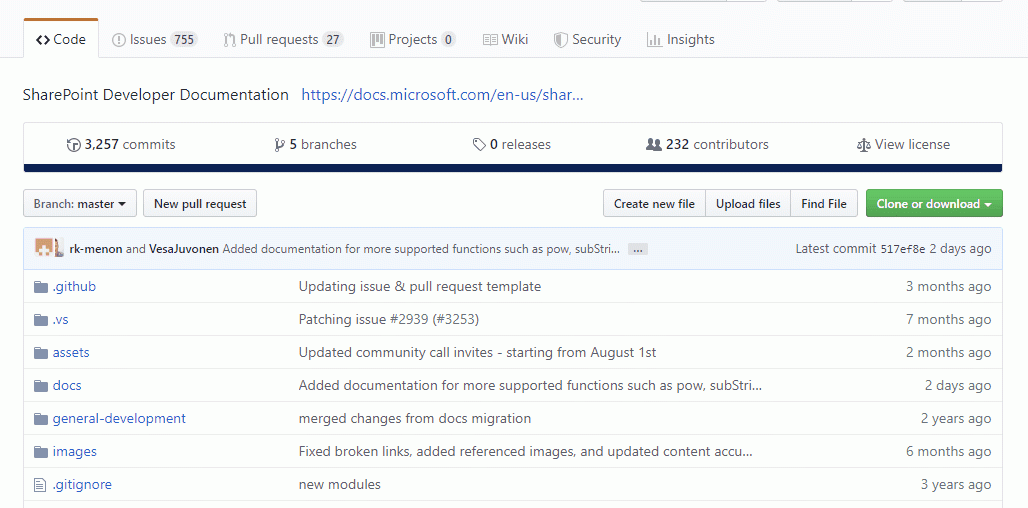 Code Issues 755 Pull requests 27 Projects 0 Wiki Security Insights
SharePoint Developer Documentation https://docs.microsoft.com/en-us/shar...
3,257 commits 5 branches 0 releases 232 contributors View license
Branch: master New pull request Create new file Upload files Find File Clone or download
rk-menon and VesaJuvonen Added documentation for more supported functions such as pow, subStri... ... Latest commit 517ef8e 2 days ago
.github Updating issue & pull request template 3 months ago
.vs Patching issue #2939 (#3253) 7 months ago
assets Updated community call invites - starting from August 1st 2 months ago
docs Added documentation for more supported functions such as pow, subStri... 2 days ago
general-development merged changes from docs migration 2 years ago
images Fixed broken links, added referenced images, and updated content accu... 6 months ago
.gitignore new modules 3 years ago